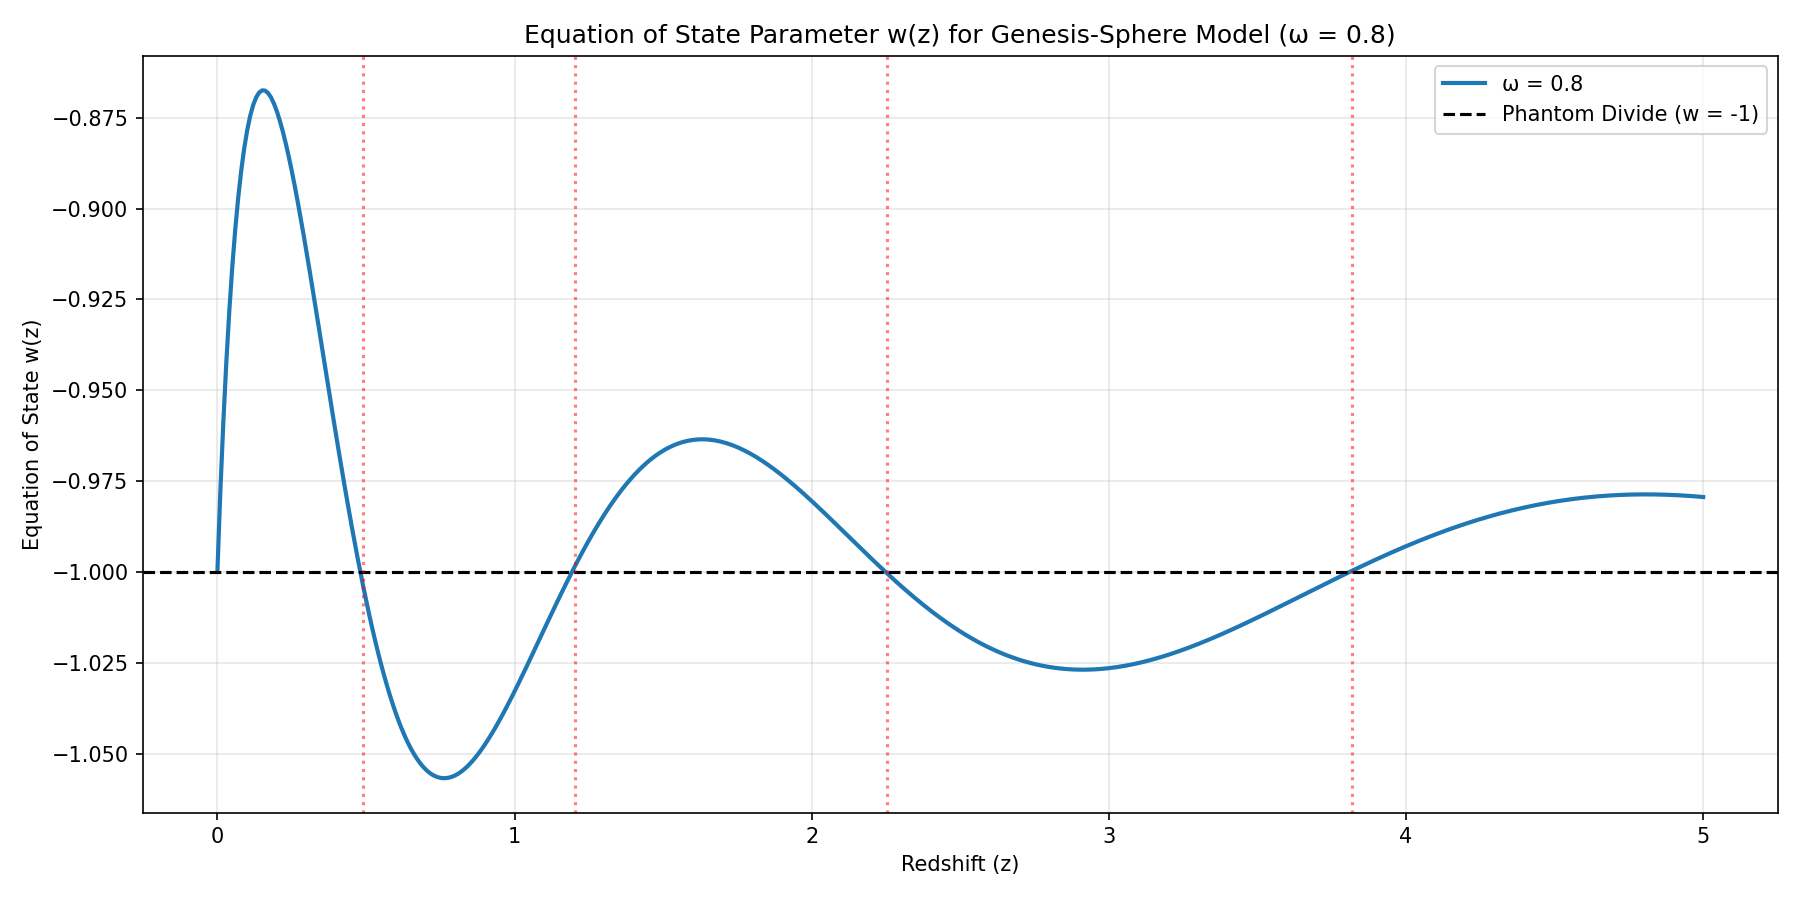 Equation of State Parameter w(z) for Genesis-Sphere Model (ω = 0.8)
ω = 0.8
Phantom Divide (w = -1)
Equation of State w(z)
−0.875
−0.900
−0.925
−0.950
−0.975
−1.000
−1.025
−1.050
0 1 2 3 4 5
Redshift (z)